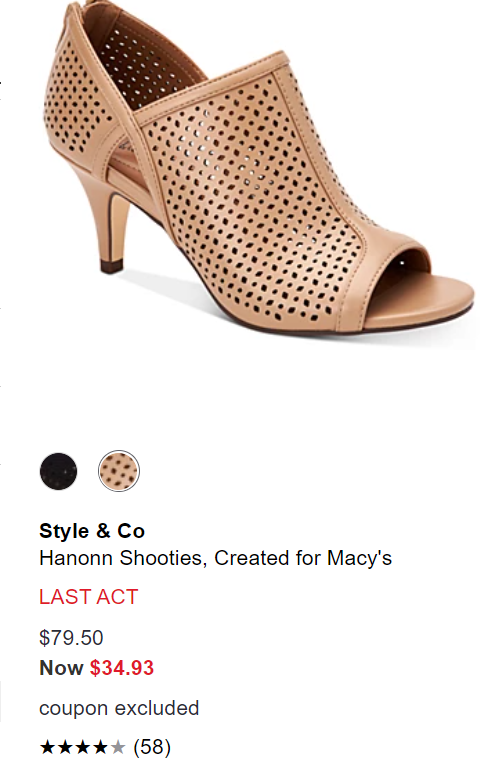 Style & Co
Hanonn Shooties, Created for Macy's
LAST ACT
$79.50
Now $34.93
coupon excluded
(58)